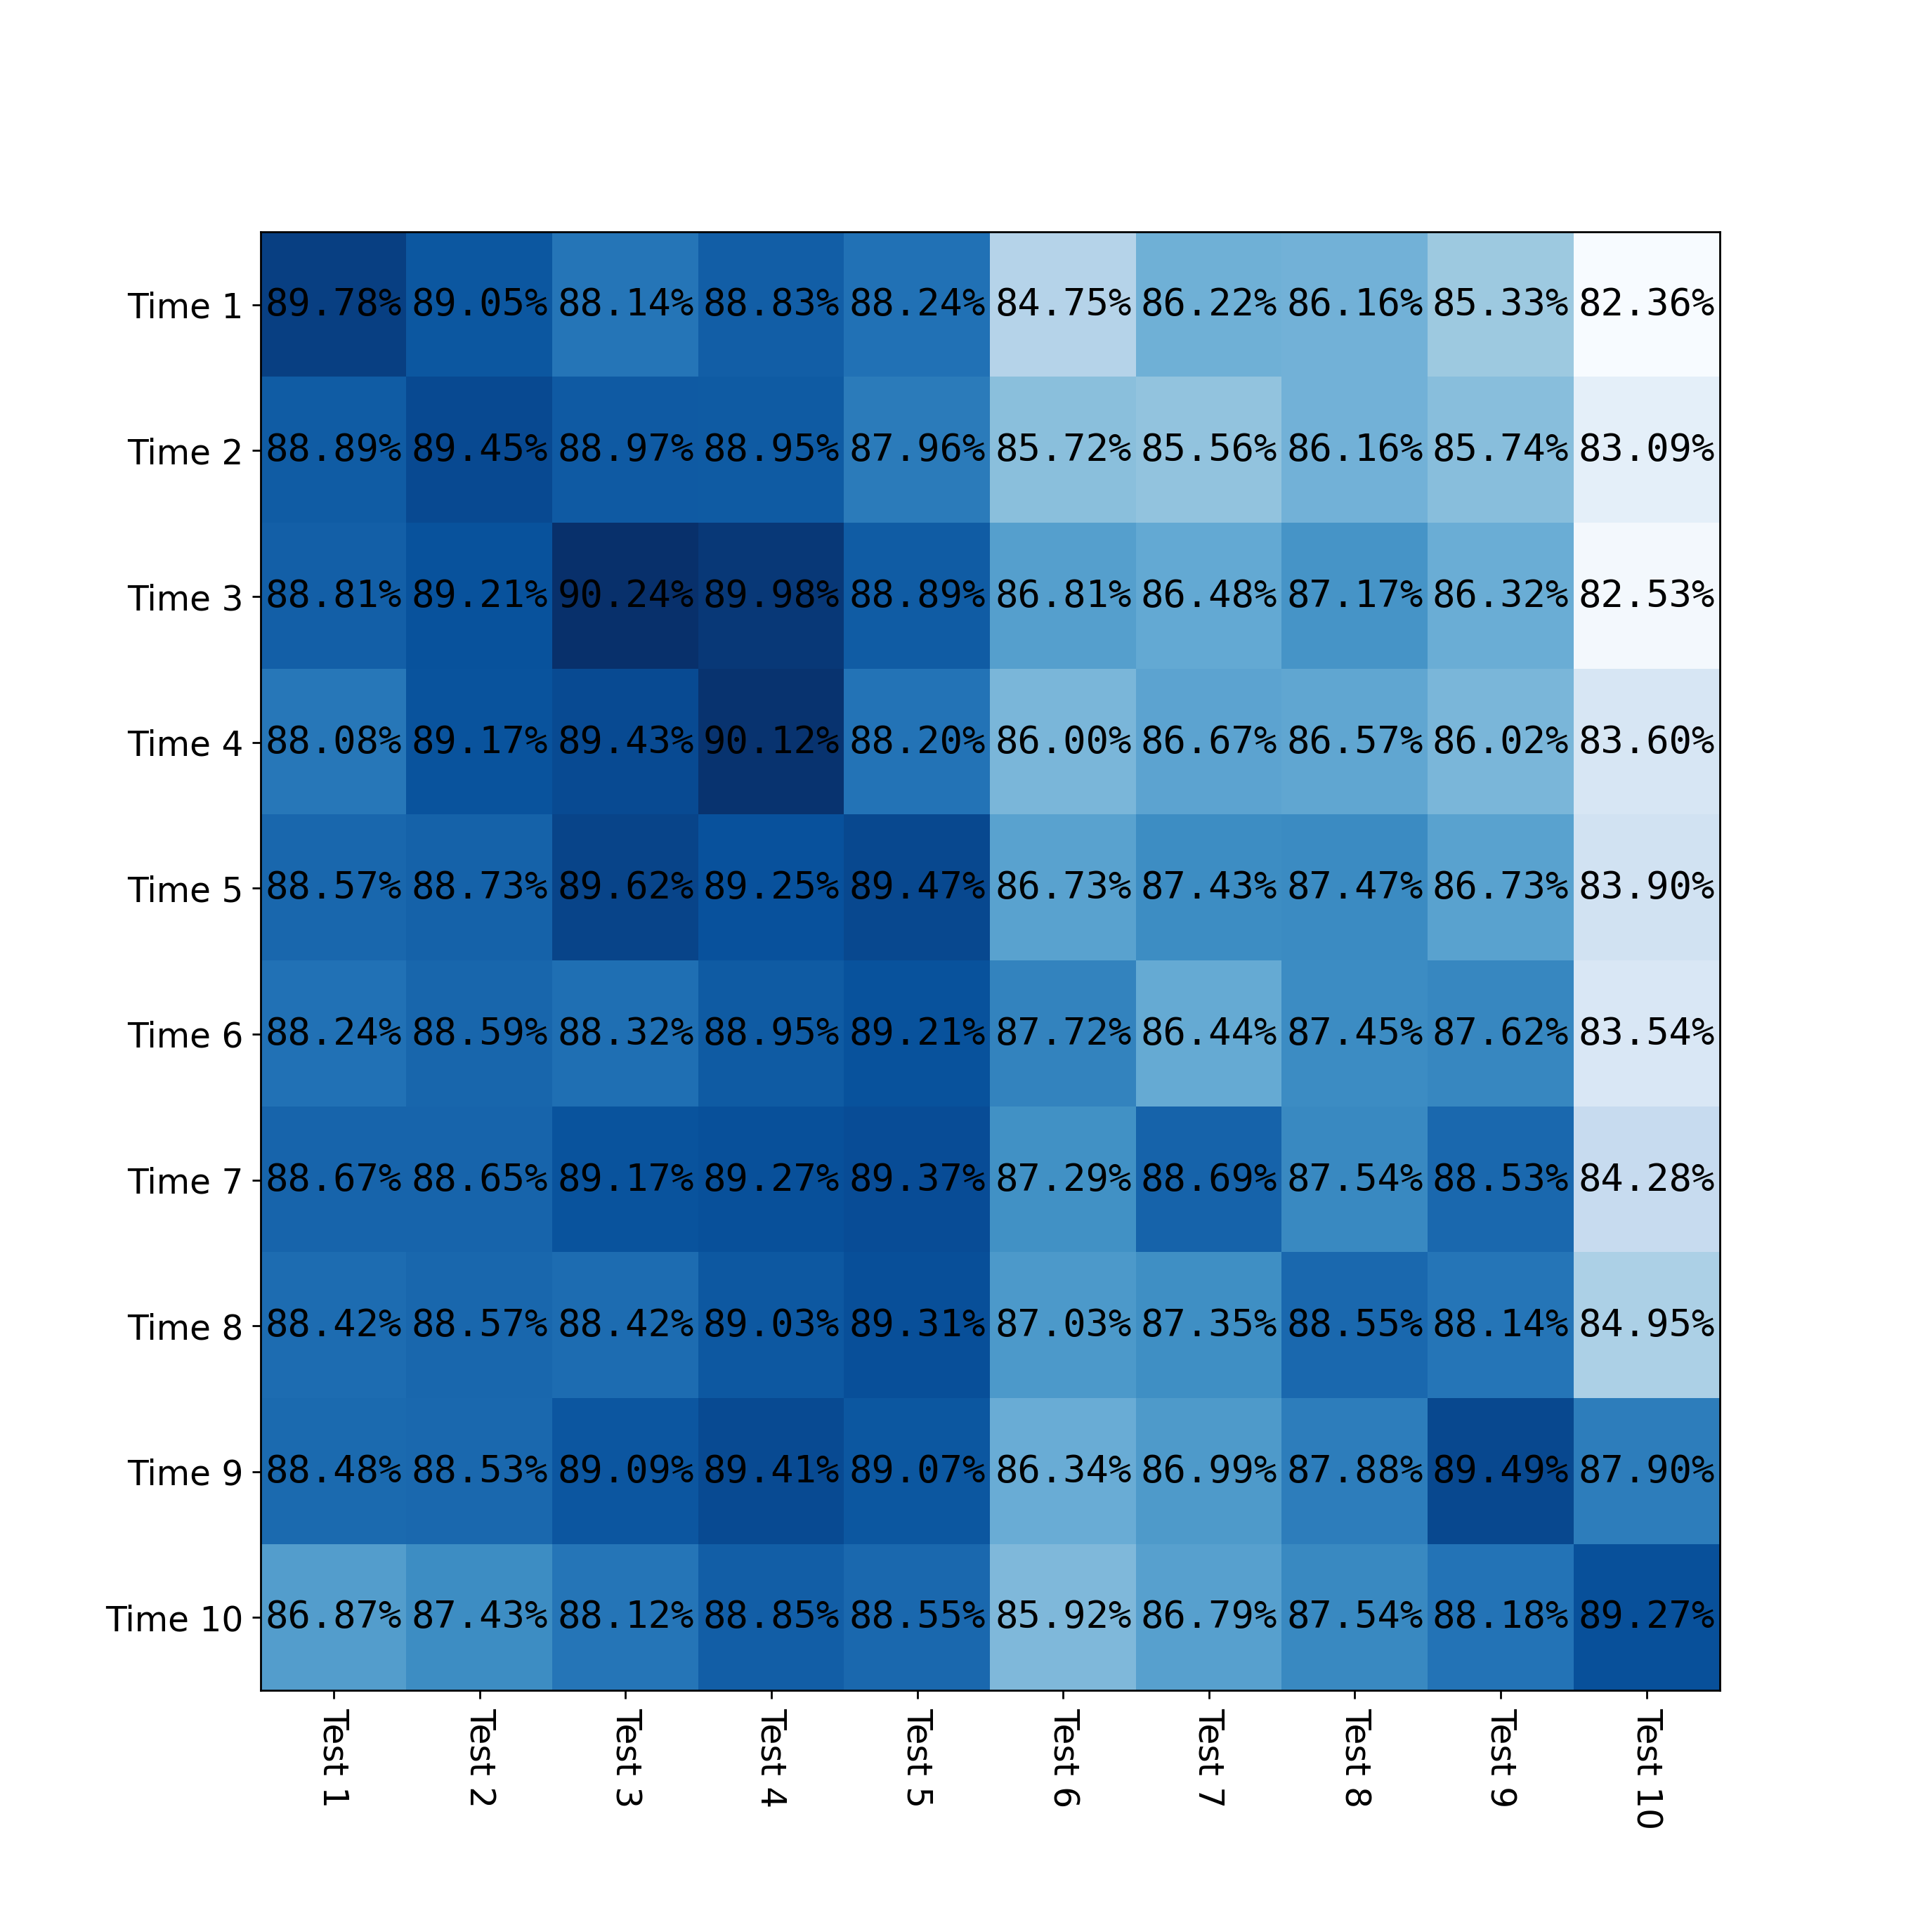 Time 1 89.78% 89.05% 88.14% 88.83% 88.24% 84.75% 86.22% 86.16% 85.33% 82.36%
Time 2 88.89% 89.45% 88.97% 88.95% 87.96% 85.72% 85.56% 86.16% 85.74% 83.09%
Time 3 88.81% 89.21% 90.24% 89.98% 88.89% 86.81% 86.48% 87.17% 86.32% 82.53%
Time 4 88.08% 89.17% 89.43% 90.12% 88.20% 86.00% 86.67% 86.57% 86.02% 83.60%
Time 5 88.57% 88.73% 89.62% 89.25% 89.47% 86.73% 87.43% 87.47% 86.73% 83.90%
Time 6 88.24% 88.59% 88.32% 88.95% 89.21% 87.72% 86.44% 87.45% 87.62% 83.54%
Time 7 88.67% 88.65% 89.17% 89.27% 89.37% 87.29% 88.69% 87.54% 88.53% 84.28%
Time 8 88.42% 88.57% 88.42% 89.03% 89.31% 87.03% 87.35% 88.55% 88.14% 84.95%
Time 9 88.48% 88.53% 89.09% 89.41% 89.07% 86.34% 86.99% 87.88% 89.49% 87.90%
Time 10 86.87% 87.43% 88.12% 88.85% 88.55% 85.92% 86.79% 87.54% 88.18% 89.27%
Test 1
Test 2
Test 3
Test 4
Test 5
Test 6
Test 7
Test 8
Test 9
Test 10